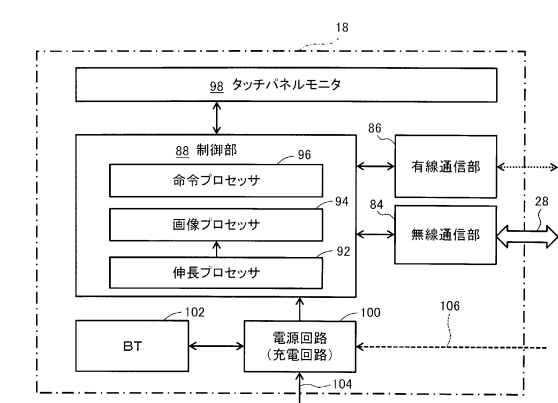 18
98 タッチパネルモニタ
88 制御部
96
命令プロセッサ
94
画像プロセッサ
92
伸長プロセッサ
86
有線通信部
84
無線通信部
28
102
BT
100
電源回路
(充電回路)
106
104